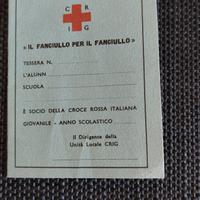 C R
I G
« IL FANCIULLO PER IL FANCIULLO »
TESSERA N.
L'ALUNN
SCUOLA
È SOCIO DELLA CROCE ROSSA ITALIANA
GIOVANILE - ANNO SCOLASTICO
Il Dirigente della
Unità Locale CRIG